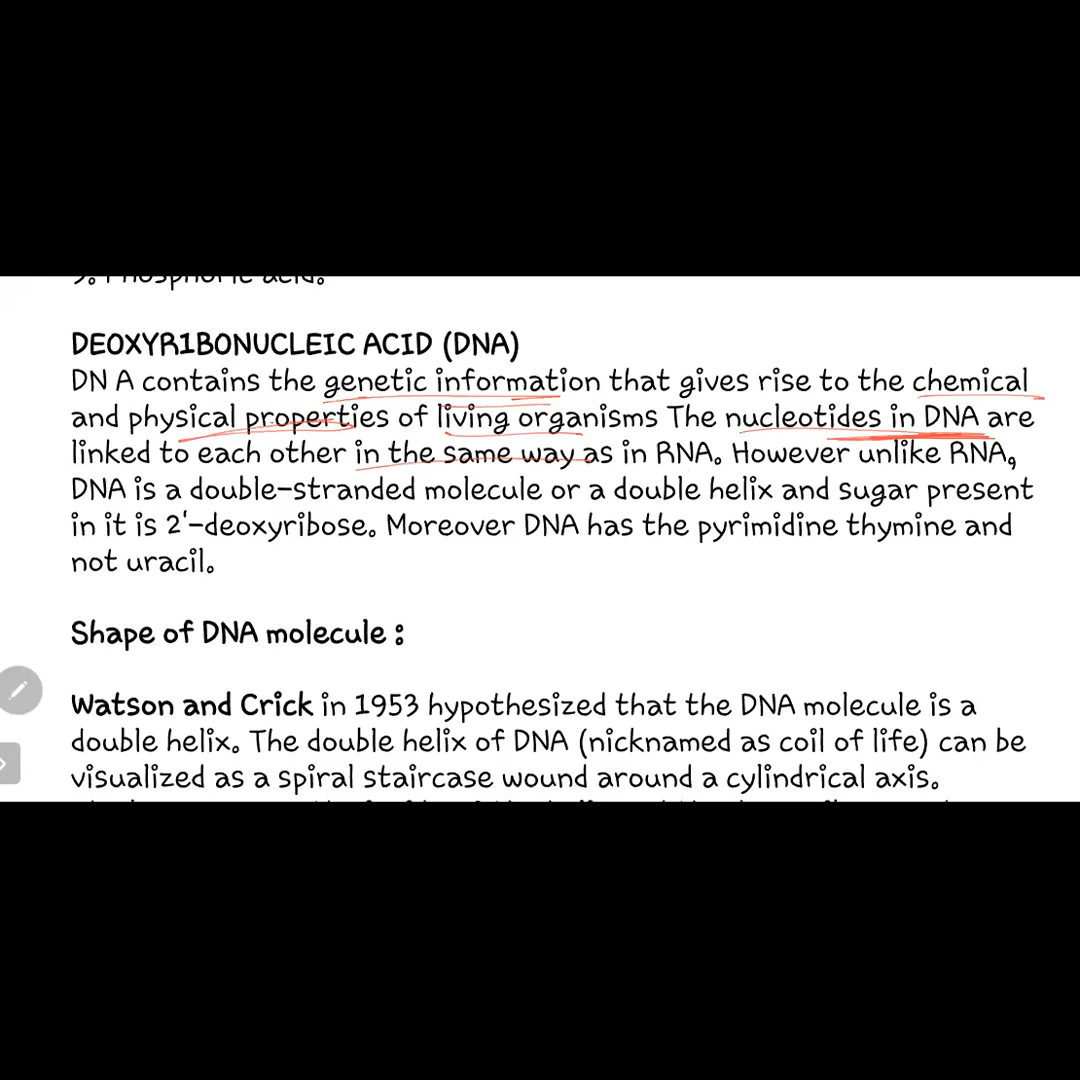 DEOXYR1BONUCLEIC ACID (DNA)
DN A contains the genetic information that gives rise to the chemical
and physical properties of living organisms The nucleotides in DNA are
linked to each other in the same way as in RNA. However unlike RNA,
DNA is a double-stranded molecule or a double helix and sugar present
in it is 2'-deoxyribose. Moreover DNA has the pyrimidine thymine and
not uracil.
Shape of DNA molecule :
Watson and Crick in 1953 hypothesized that the DNA molecule is a
double helix. The double helix of DNA (nicknamed as coil of life) can be
visualized as a spiral staircase wound around a cylindrical axis.